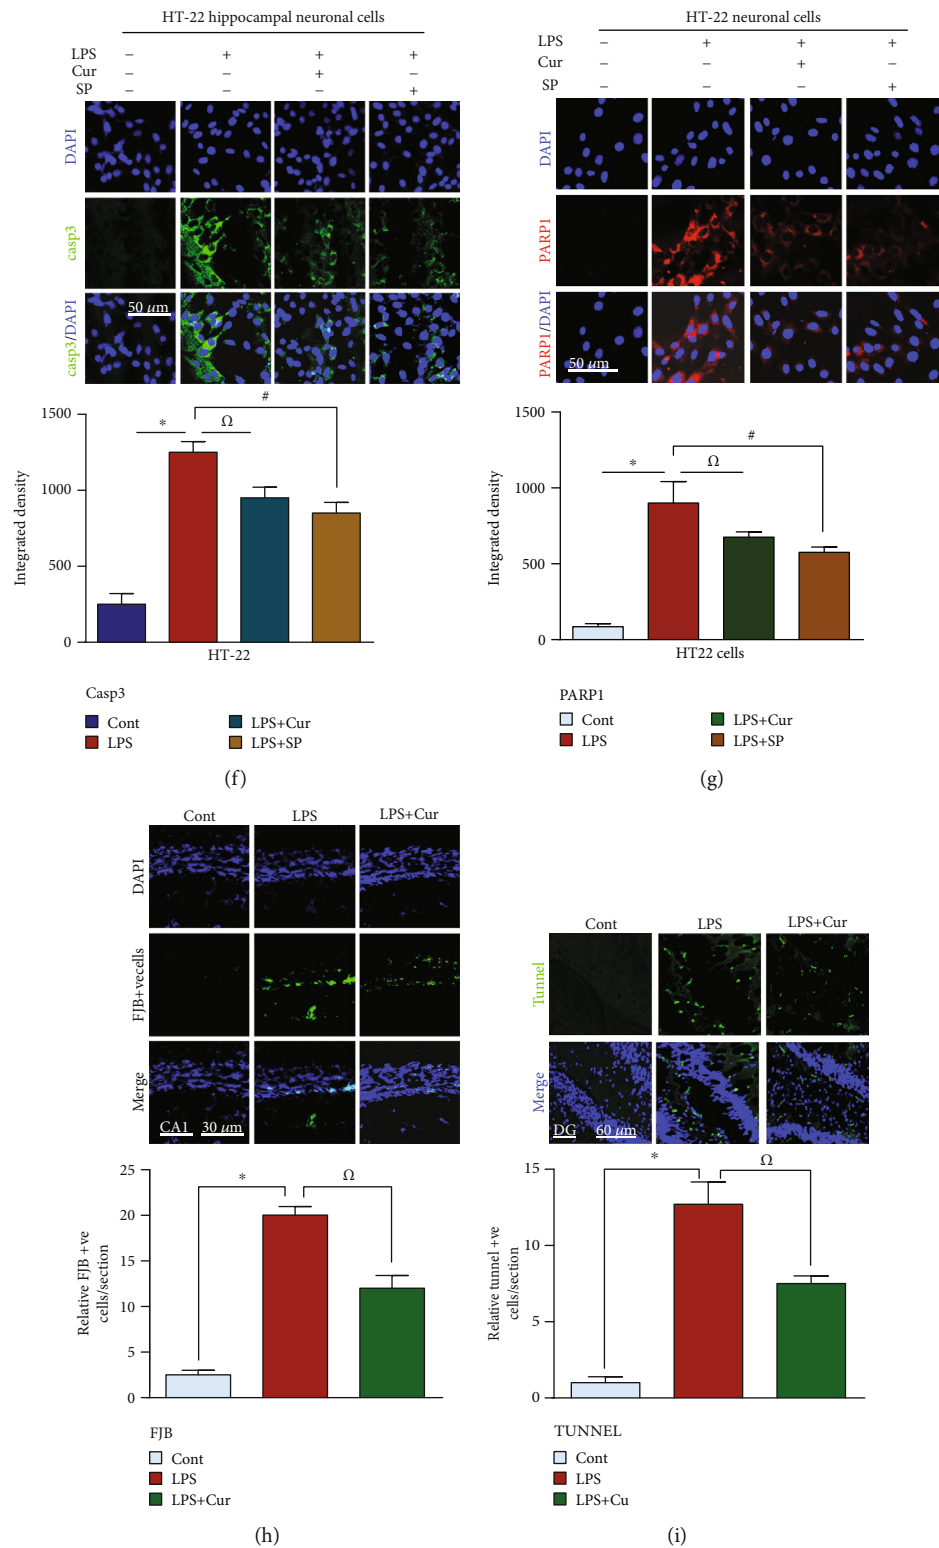 HT-22 hippocampal neuronal cells
LPS – + + +
Cur – – + –
SP – – – +
DAPI
casp3
casp3/DAPI
50 μm
1500
1000
500
0
Integrated density
* Ω #
HT-22
Casp3
Cont
LPS
LPS+Cur
LPS+SP
(f)
HT-22 neuronal cells
LPS – + + +
Cur – – + –
SP – – – +
DAPI
PARP1
PARP1/DAPI
50 μm
1500
1000
500
0
Integrated density
* Ω #
HT22 cells
PARP1
Cont
LPS
LPS+Cur
LPS+SP
(g)
Cont LPS LPS+Cur
DAPI
FJB+vecells
Merge
CA1 30 μm
25
20
15
10
5
0
Relative FJB +ve
cells/section
* Ω
FJB
Cont
LPS
LPS+Cur
(h)
Cont LPS LPS+Cur
Tunnel
Merge
DG 60 μm
15
10
5
0
Relative tunnel +ve
cells/section
* Ω
TUNNEL
Cont
LPS
LPS+Cu
(i)